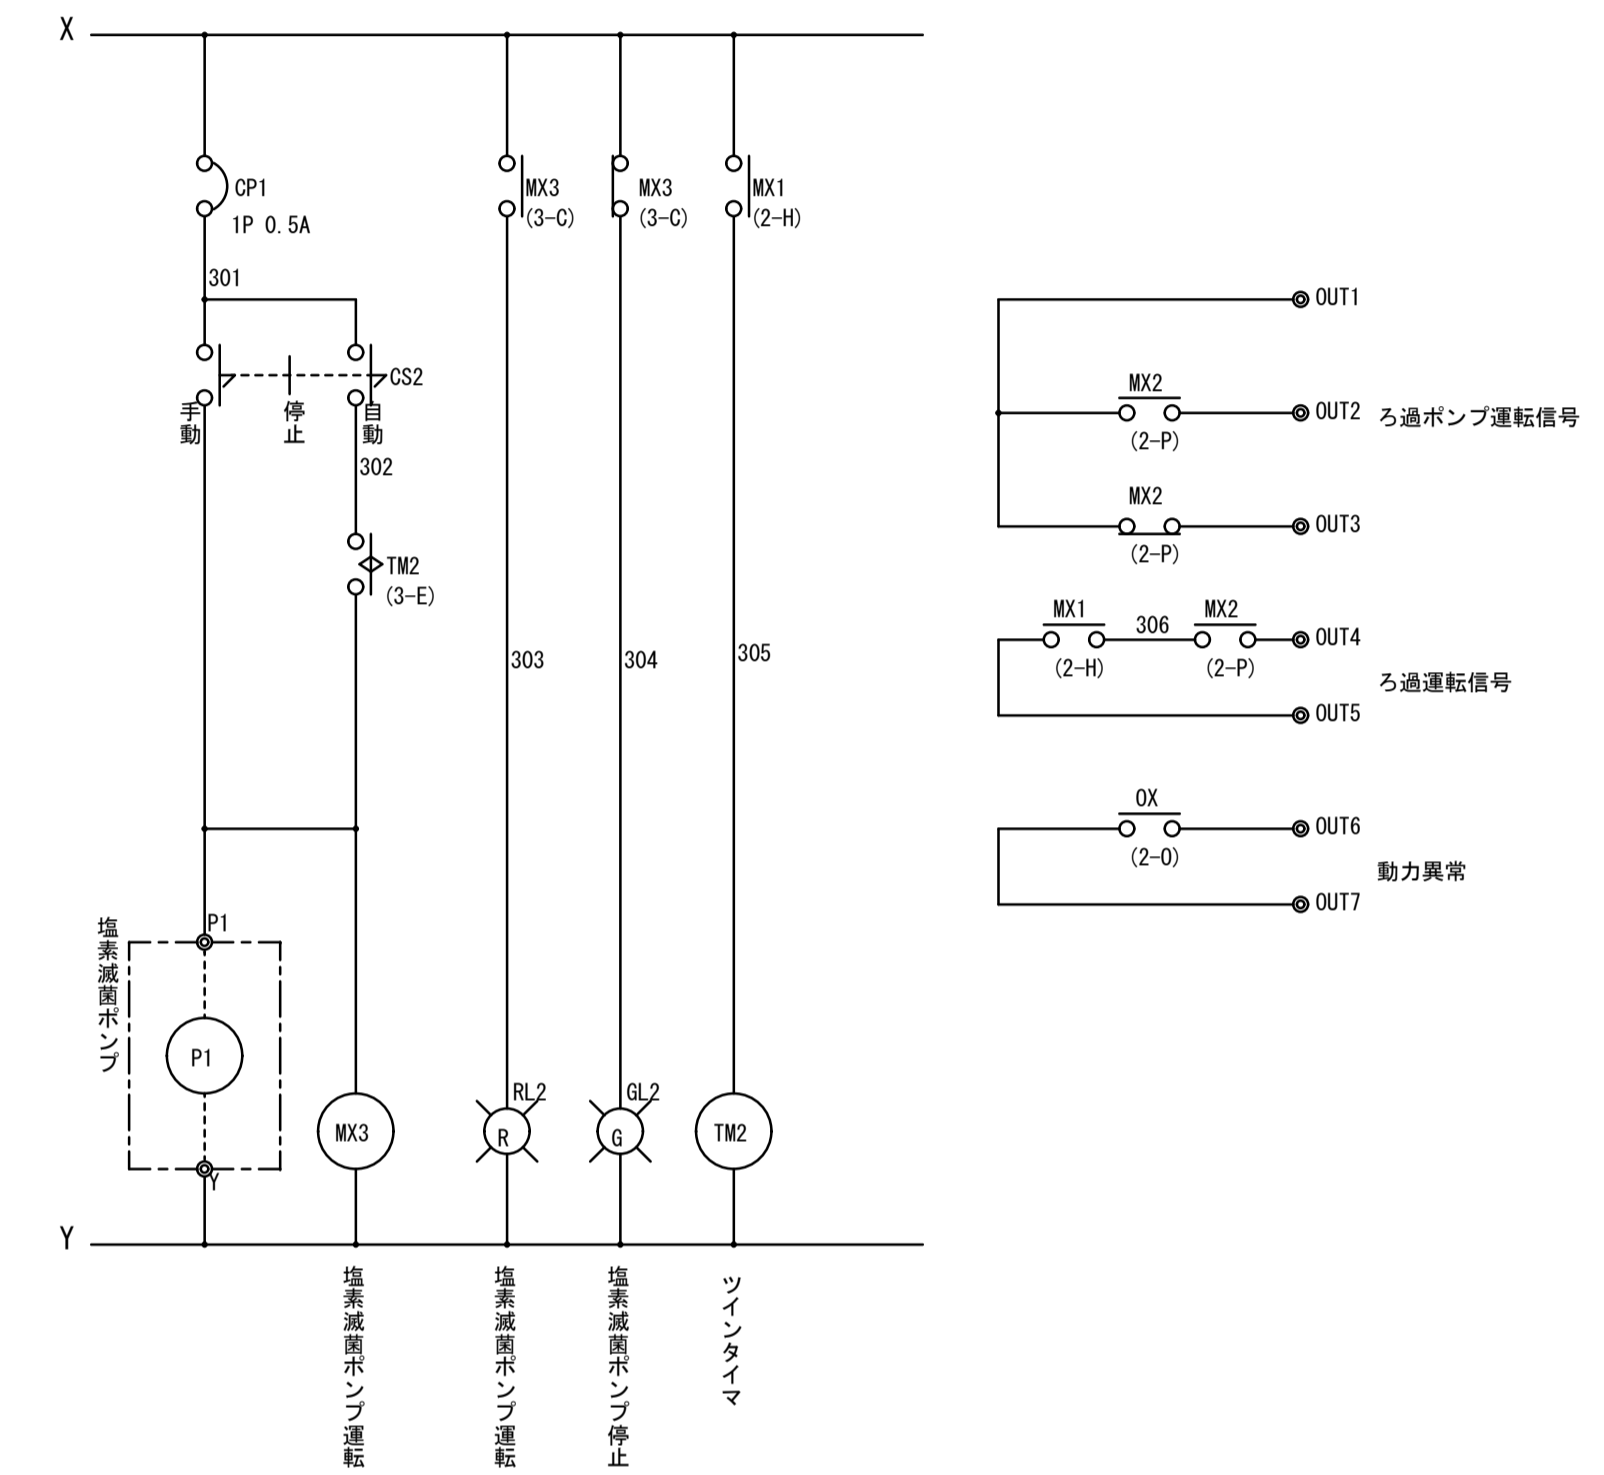 X
CP1
1P 0.5A
301
CS2
手動
停止
自動
302
TM2
(3-E)
MX3
(3-C)
MX3
(3-C)
MX1
(2-H)
303
304
305
P1
塩素滅菌ポンプ
P1
Y
MX3
RL2
R
GL2
G
TM2
Y
塩素滅菌ポンプ運転
塩素滅菌ポンプ運転
塩素滅菌ポンプ停止
ツインタイマ
OUT1
MX2
(2-P)
OUT2
ろ過ポンプ運転信号
MX2
(2-P)
OUT3
MX1
(2-H)
306
MX2
(2-P)
OUT4
ろ過運転信号
OUT5
OX
(2-O)
OUT6
動力異常
OUT7